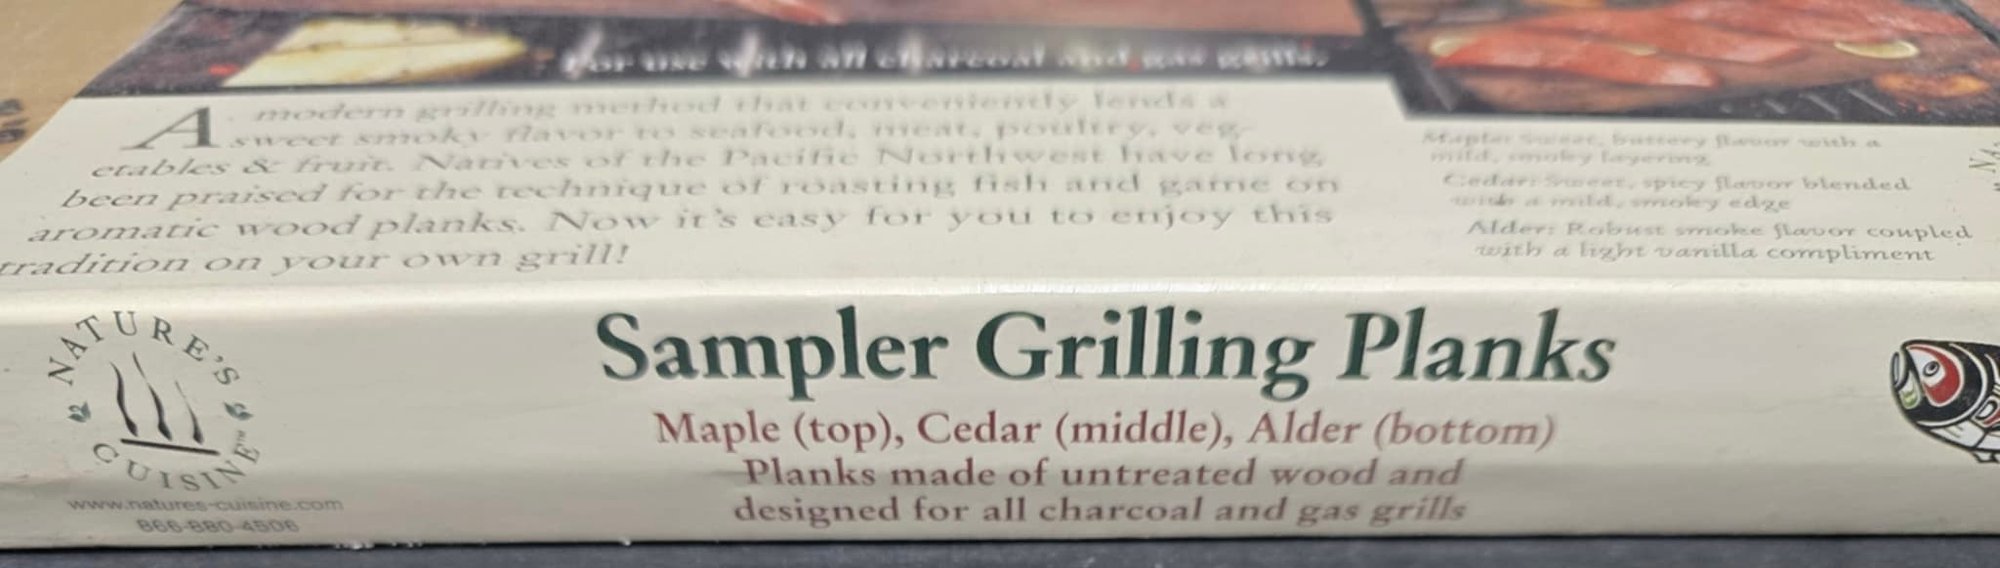 For use with all charcoal and gas grills.
A modern grilling method that conveniently lends a
sweet smoky flavor to seafood, meat, poultry, veg-
etables & fruit. Natives of the Pacific Northwest have long
been praised for the technique of roasting fish and game on
aromatic wood planks. Now it's easy for you to enjoy this
tradition on your own grill!
Maple: Sweet, buttery flavor with a
mild, smoky layering
Cedar: Sweet, spicy flavor blended
with a mild, smoky edge
Alder: Robust smoke flavor coupled
with a light vanilla compliment
NATURE'S
CUISINE™
www.natures-cuisine.com
866-880-4506
Sampler Grilling Planks
Maple (top), Cedar (middle), Alder (bottom)
Planks made of untreated wood and
designed for all charcoal and gas grills